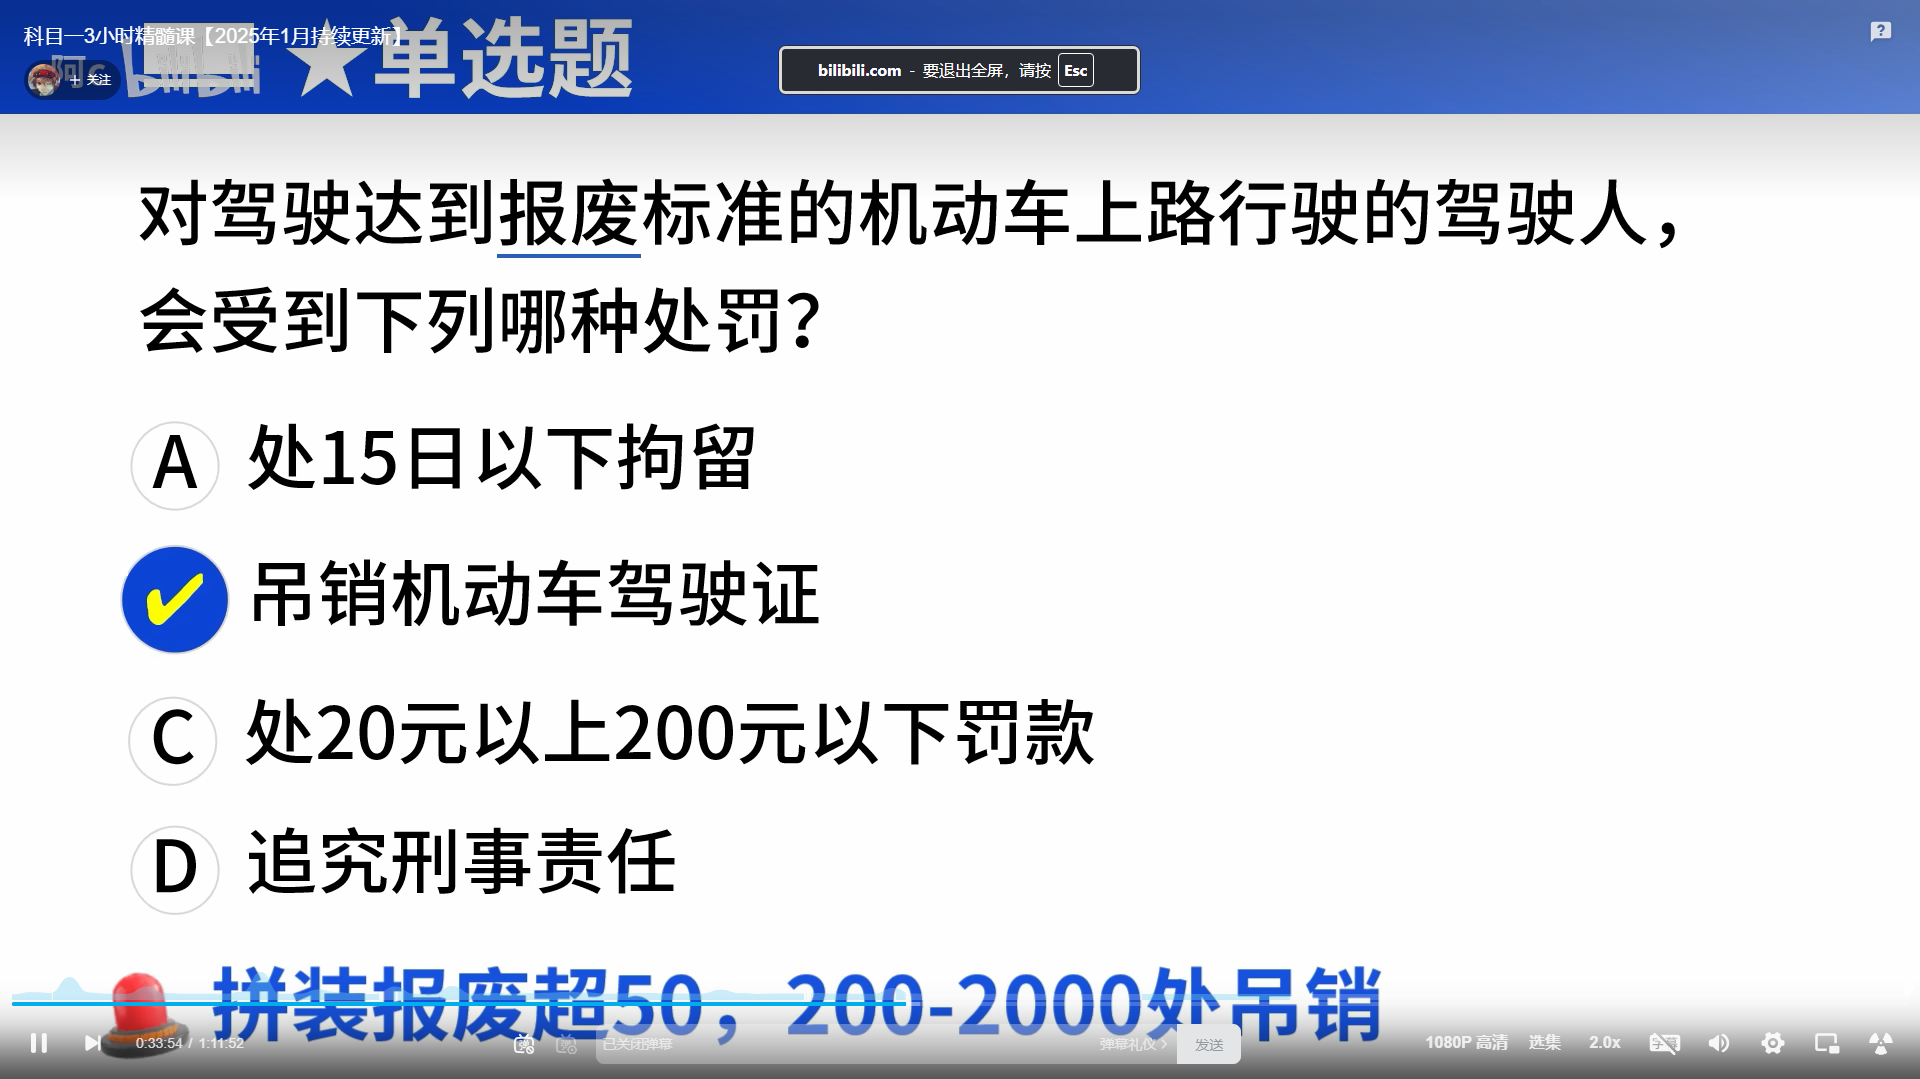 科目一3小时精髓课【2025年1月持续更新】
★单选题
bilibili.com - 要退出全屏，请按 Esc
+ 关注
bilibili
对驾驶达到报废标准的机动车上路行驶的驾驶人，
会受到下列哪种处罚？
A 处15日以下拘留
吊销机动车驾驶证
C 处20元以上200元以下罚款
D 追究刑事责任
拼装报废超50，200-2000处吊销
0:33:54 / 1:11:52
已关闭弹幕
弹幕礼仪
发送
1080P 高清
选集
2.0x
字幕